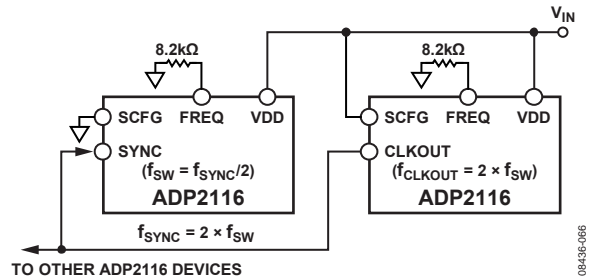 V_IN
8.2kΩ
8.2kΩ
SCFG FREQ VDD
SCFG FREQ VDD
SYNC
CLKOUT
(f_SW = f_SYNC/2)
(f_CLKOUT = 2 × f_SW)
ADP2116
ADP2116
f_SYNC = 2 × f_SW
TO OTHER ADP2116 DEVICES
08436-066